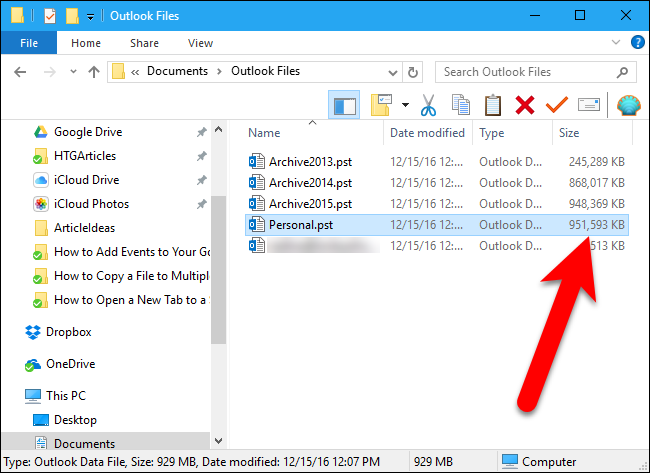 Outlook Files
File Home Share View
Documents Outlook Files Search Outlook Files
Name Date modified Type Size
Google Drive
HTGArticles
iCloud Drive
iCloud Photos
ArticleIdeas
How to Add Events to Your Go
How to Copy a File to Multiple
How to Open a New Tab to a S
Dropbox
OneDrive
This PC
Desktop
Documents
Archive2013.pst 12/15/16 12:... Outlook D... 245,289 KB
Archive2014.pst 12/15/16 12:... Outlook D... 868,017 KB
Archive2015.pst 12/15/16 12:... Outlook D... 948,369 KB
Personal.pst 12/15/16 12:... Outlook D... 951,593 KB
12/15/16 12:... Outlook D... KB
Type: Outlook Data File, Size: 929 MB, Date modified: 12/15/16 12:07 PM 929 MB Computer